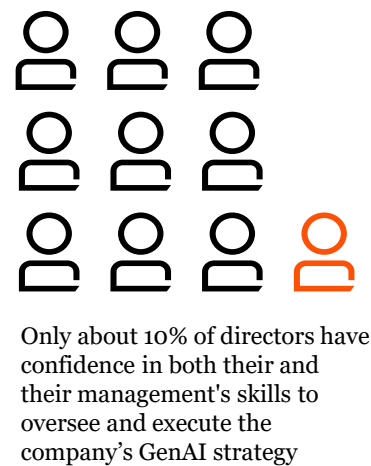 Only about 10% of directors have
confidence in both their and
their management's skills to
oversee and execute the
company’s GenAI strategy